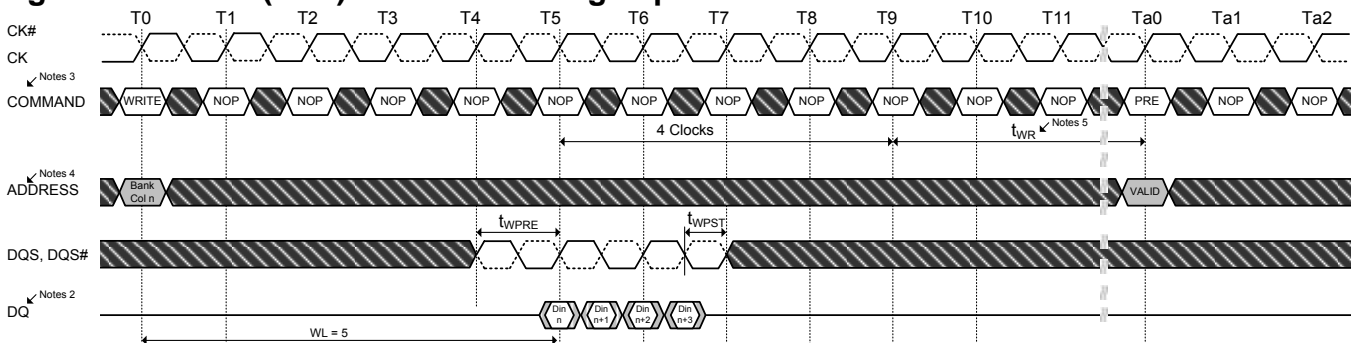 T0 T1 T2 T3 T4 T5 T6 T7 T8 T9 T10 T11 Ta0 Ta1 Ta2
CK#
CK
Notes 3
COMMAND WRITE NOP NOP NOP NOP NOP NOP NOP NOP NOP NOP NOP PRE NOP NOP
4 Clocks tWR Notes 5
Notes 4
ADDRESS Bank Col n VALID
tWPRE tWPST
DQS, DQS#
Notes 2
DQ Din n Din n+1 Din n+2 Din n+3
WL = 5